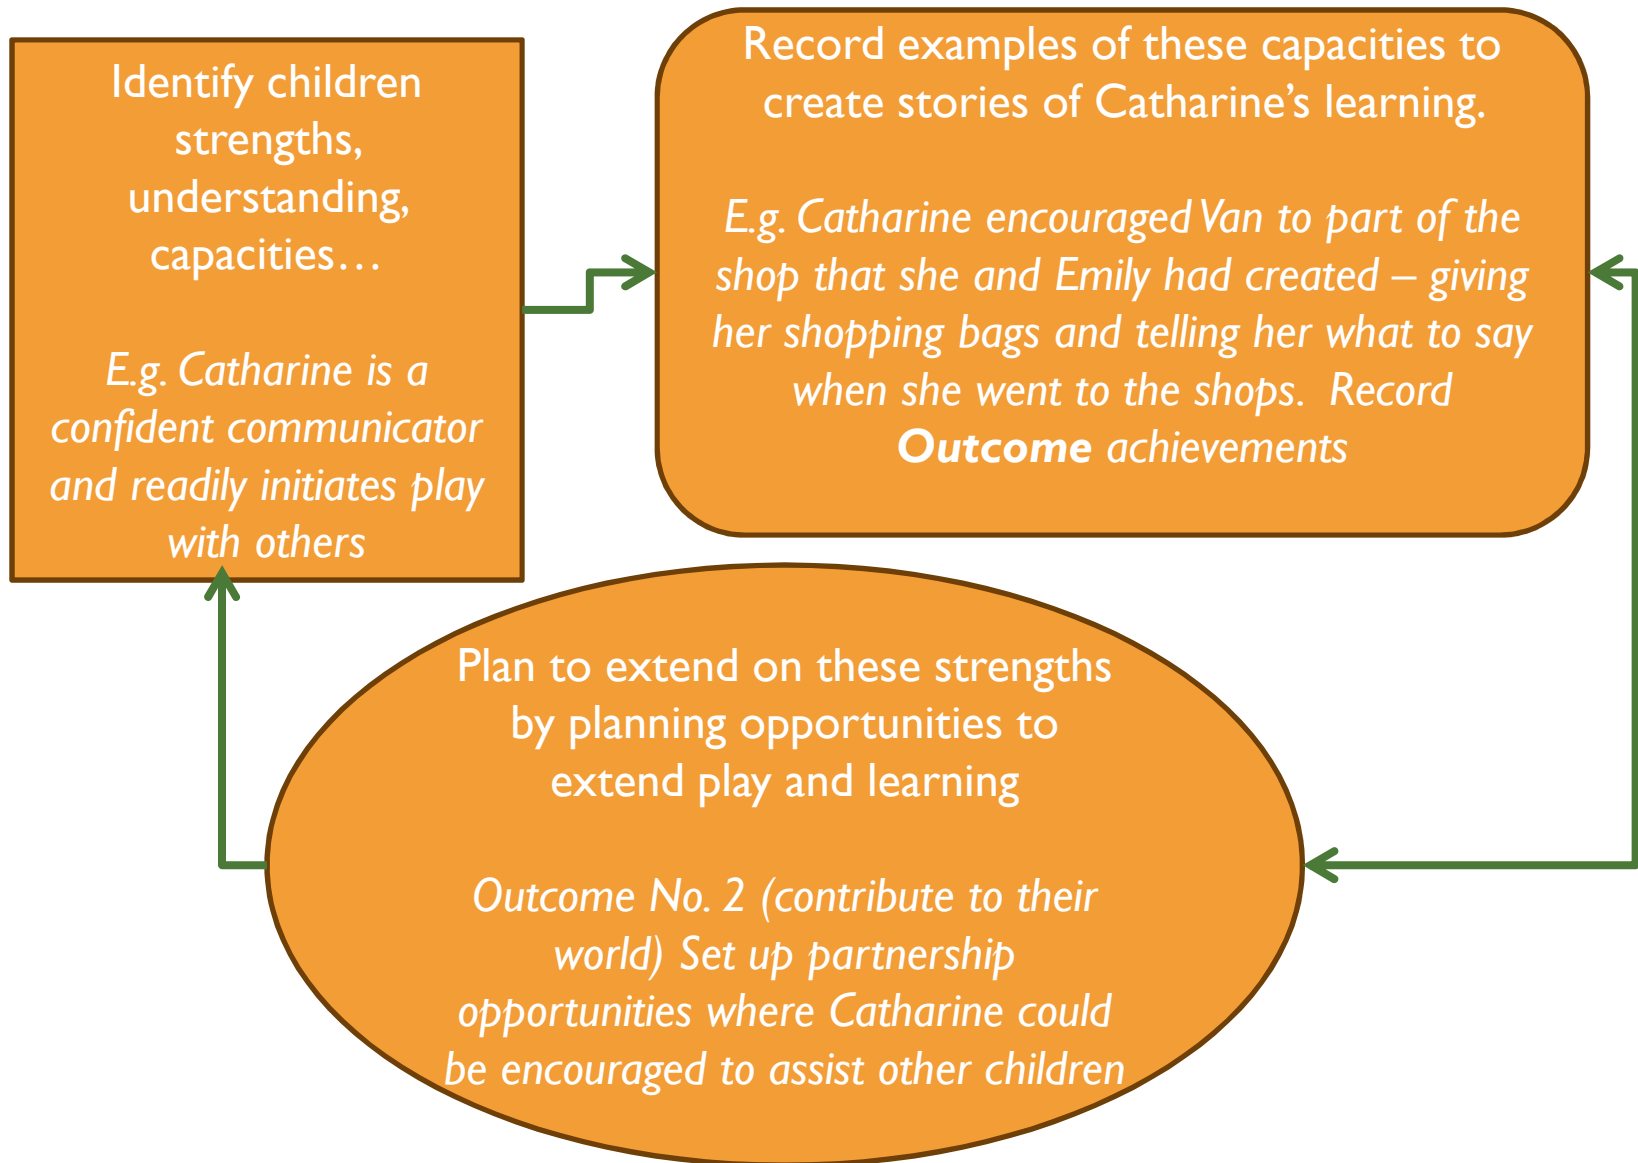 Identify children
strengths,
understanding,
capacities…
E.g. Catharine is a
confident communicator
and readily initiates play
with others
Record examples of these capacities to
create stories of Catharine’s learning.
E.g. Catharine encouraged Van to part of the
shop that she and Emily had created – giving
her shopping bags and telling her what to say
when she went to the shops.  Record
Outcome achievements
Plan to extend on these strengths
by planning opportunities to
extend play and learning
Outcome No. 2 (contribute to their
world) Set up partnership
opportunities where Catharine could
be encouraged to assist other children